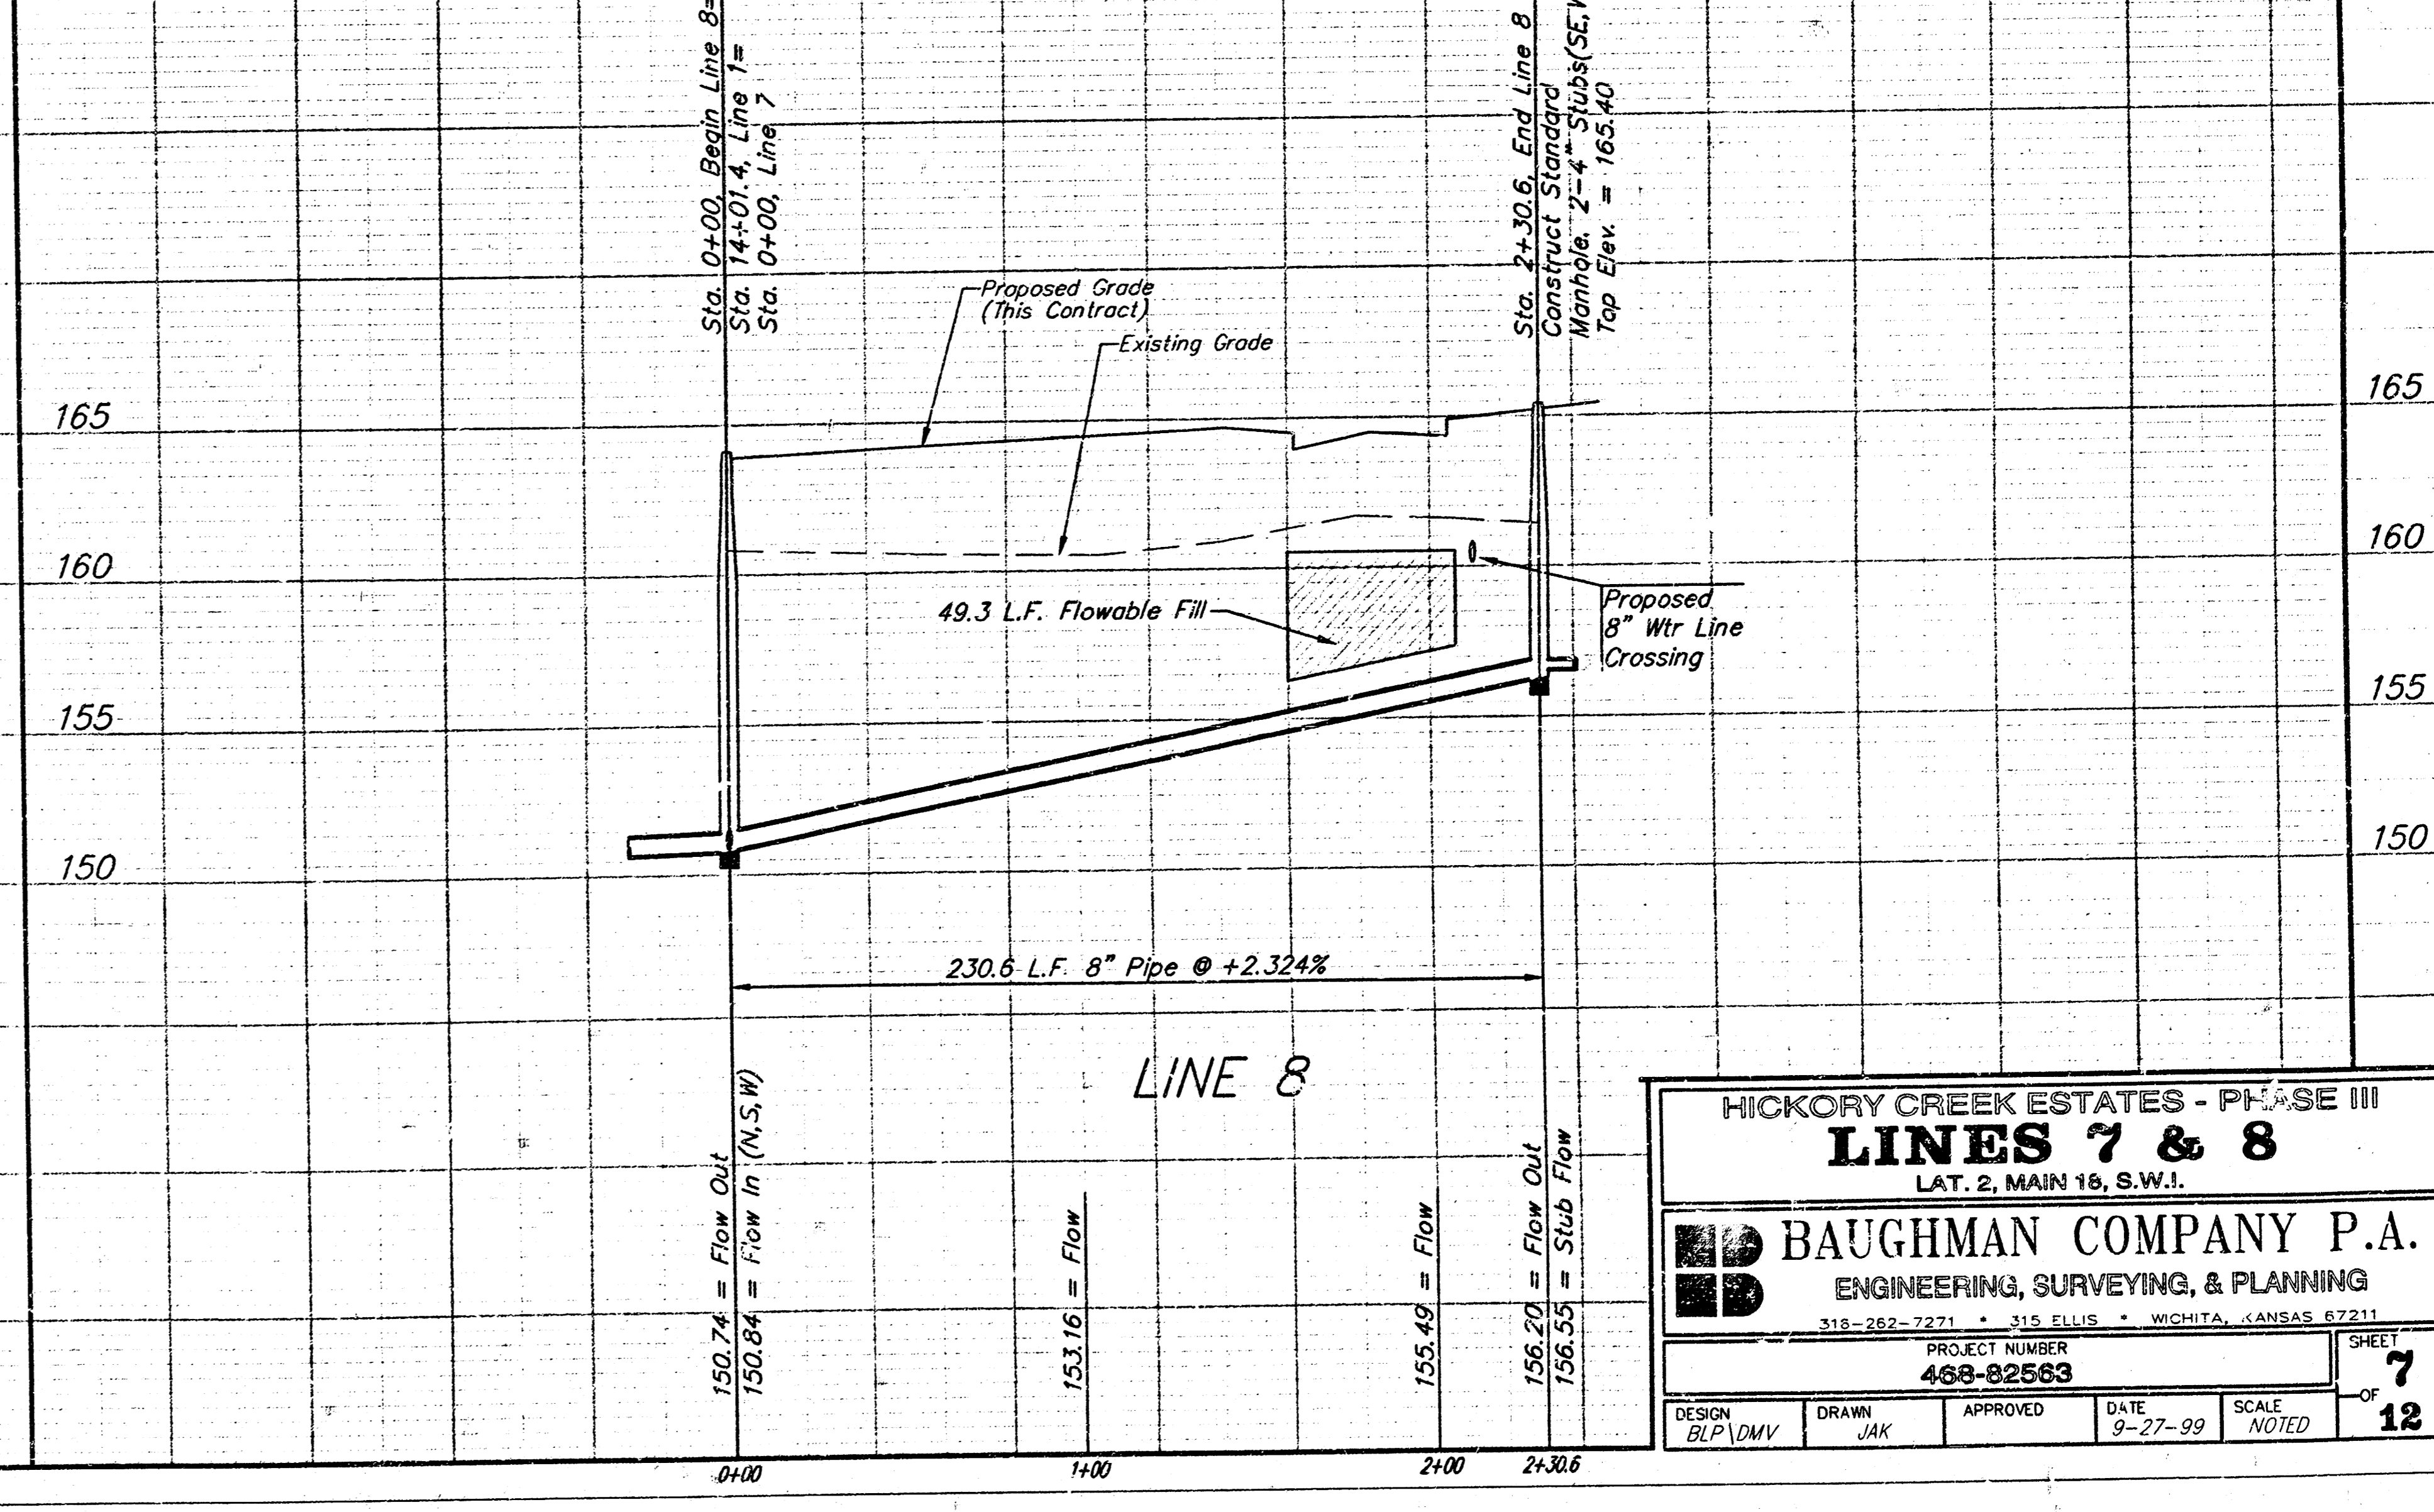 Sta. 0+00, Begin Line 8=
Sta. 14+01.4, Line 1=
Sta. 0+00, Line 7
Sta. 2+30.6, End Line 8
Construct Standard
Manhole. 2-4" Stubs(SE,
Top Elev. = 165.40
Proposed Grade
(This Contract)
Existing Grade
165
165
160
160
49.3 L.F. Flowable Fill
Proposed
8" Wtr Line
Crossing
155
155
150
150
230.6 L.F. 8" Pipe @ +2.324%
LINE 8
150.74 = Flow Out
150.84 = Flow In (N,S,W)
153.16 = Flow
155.49 = Flow
156.20 = Flow Out
156.55 = Stub Flow
0+00
1+00
2+00
2+30.6
HICKORY CREEK ESTATES - PHASE III
LINES 7 & 8
LAT. 2, MAIN 18, S.W.I.
BAUGHMAN COMPANY P.A.
ENGINEERING, SURVEYING, & PLANNING
316-262-7271 * 315 ELLIS * WICHITA, KANSAS 67211
PROJECT NUMBER
468-82563
SHEET
7
OF
12
DESIGN
BLP\DMV
DRAWN
JAK
APPROVED
DATE
9-27-99
SCALE
NOTED